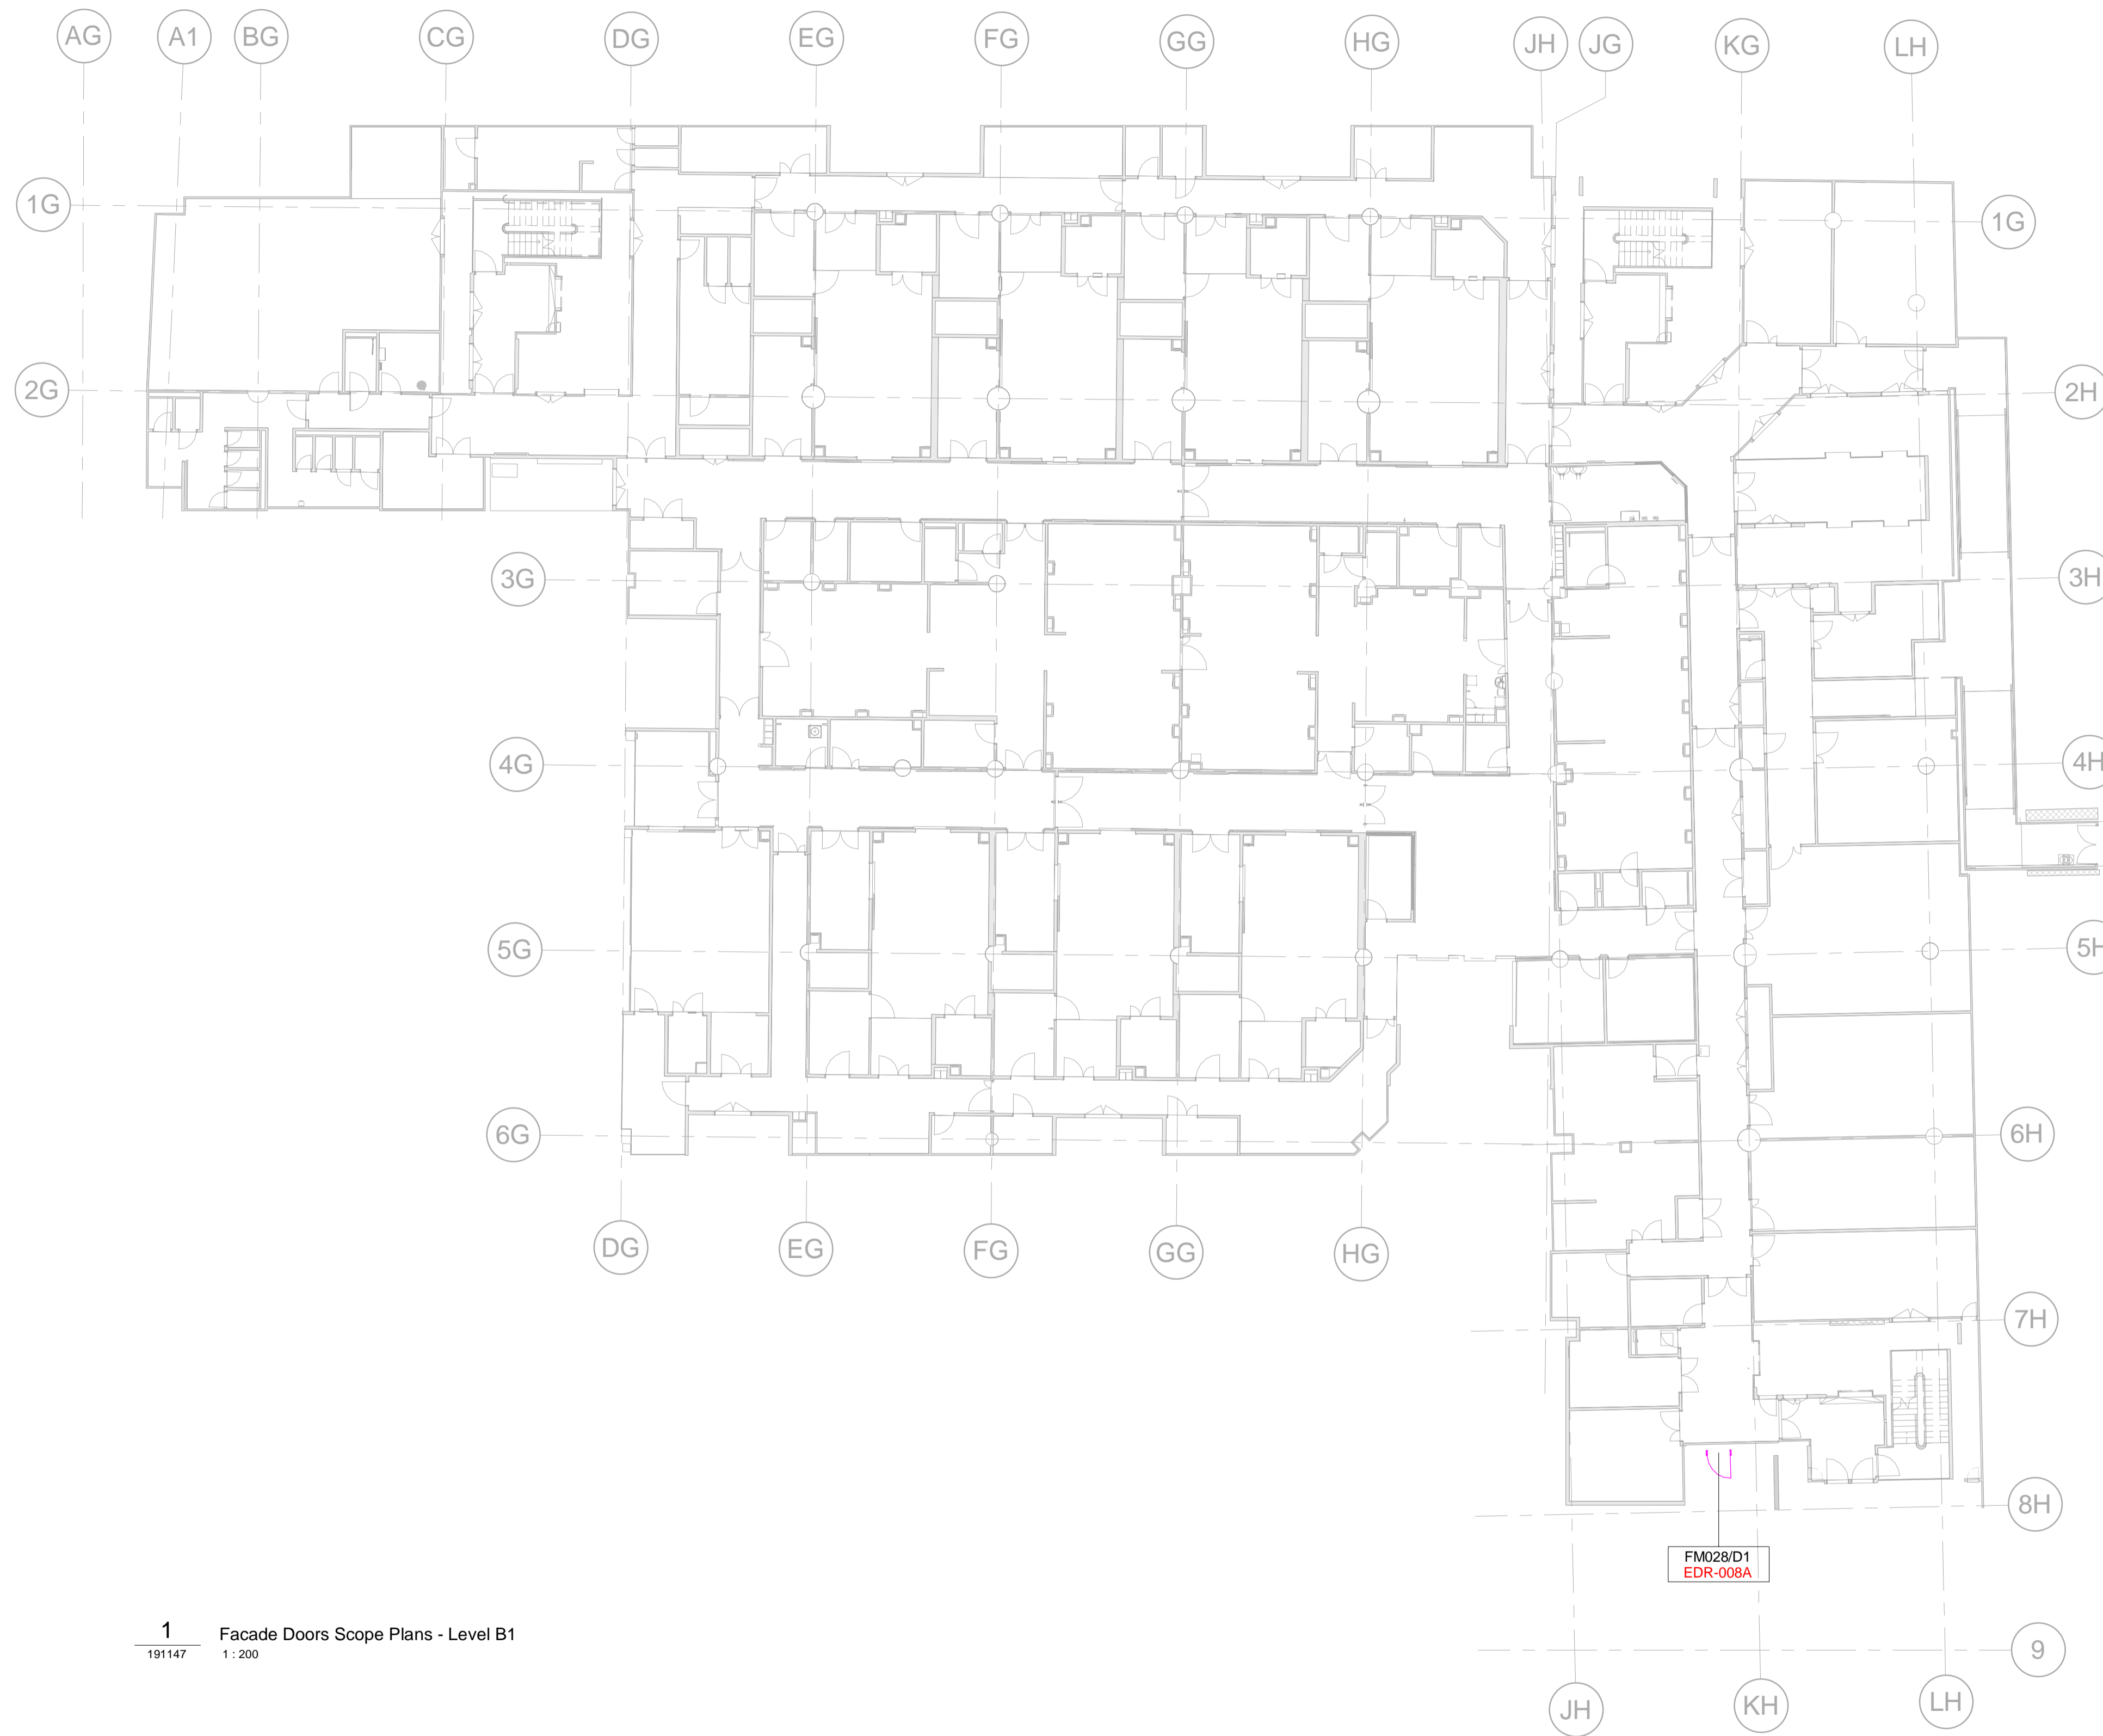 AG
A1
BG
CG
DG
EG
FG
GG
HG
JH
JG
KG
LH
1G
1G
2G
2H
3G
3H
4G
4H
5G
5H
6G
6H
DG
EG
FG
GG
HG
7H
8H
FM028/D1
EDR-008A
1
191147
Facade Doors Scope Plans - Level B1
1 : 200
9
JH
KH
LH